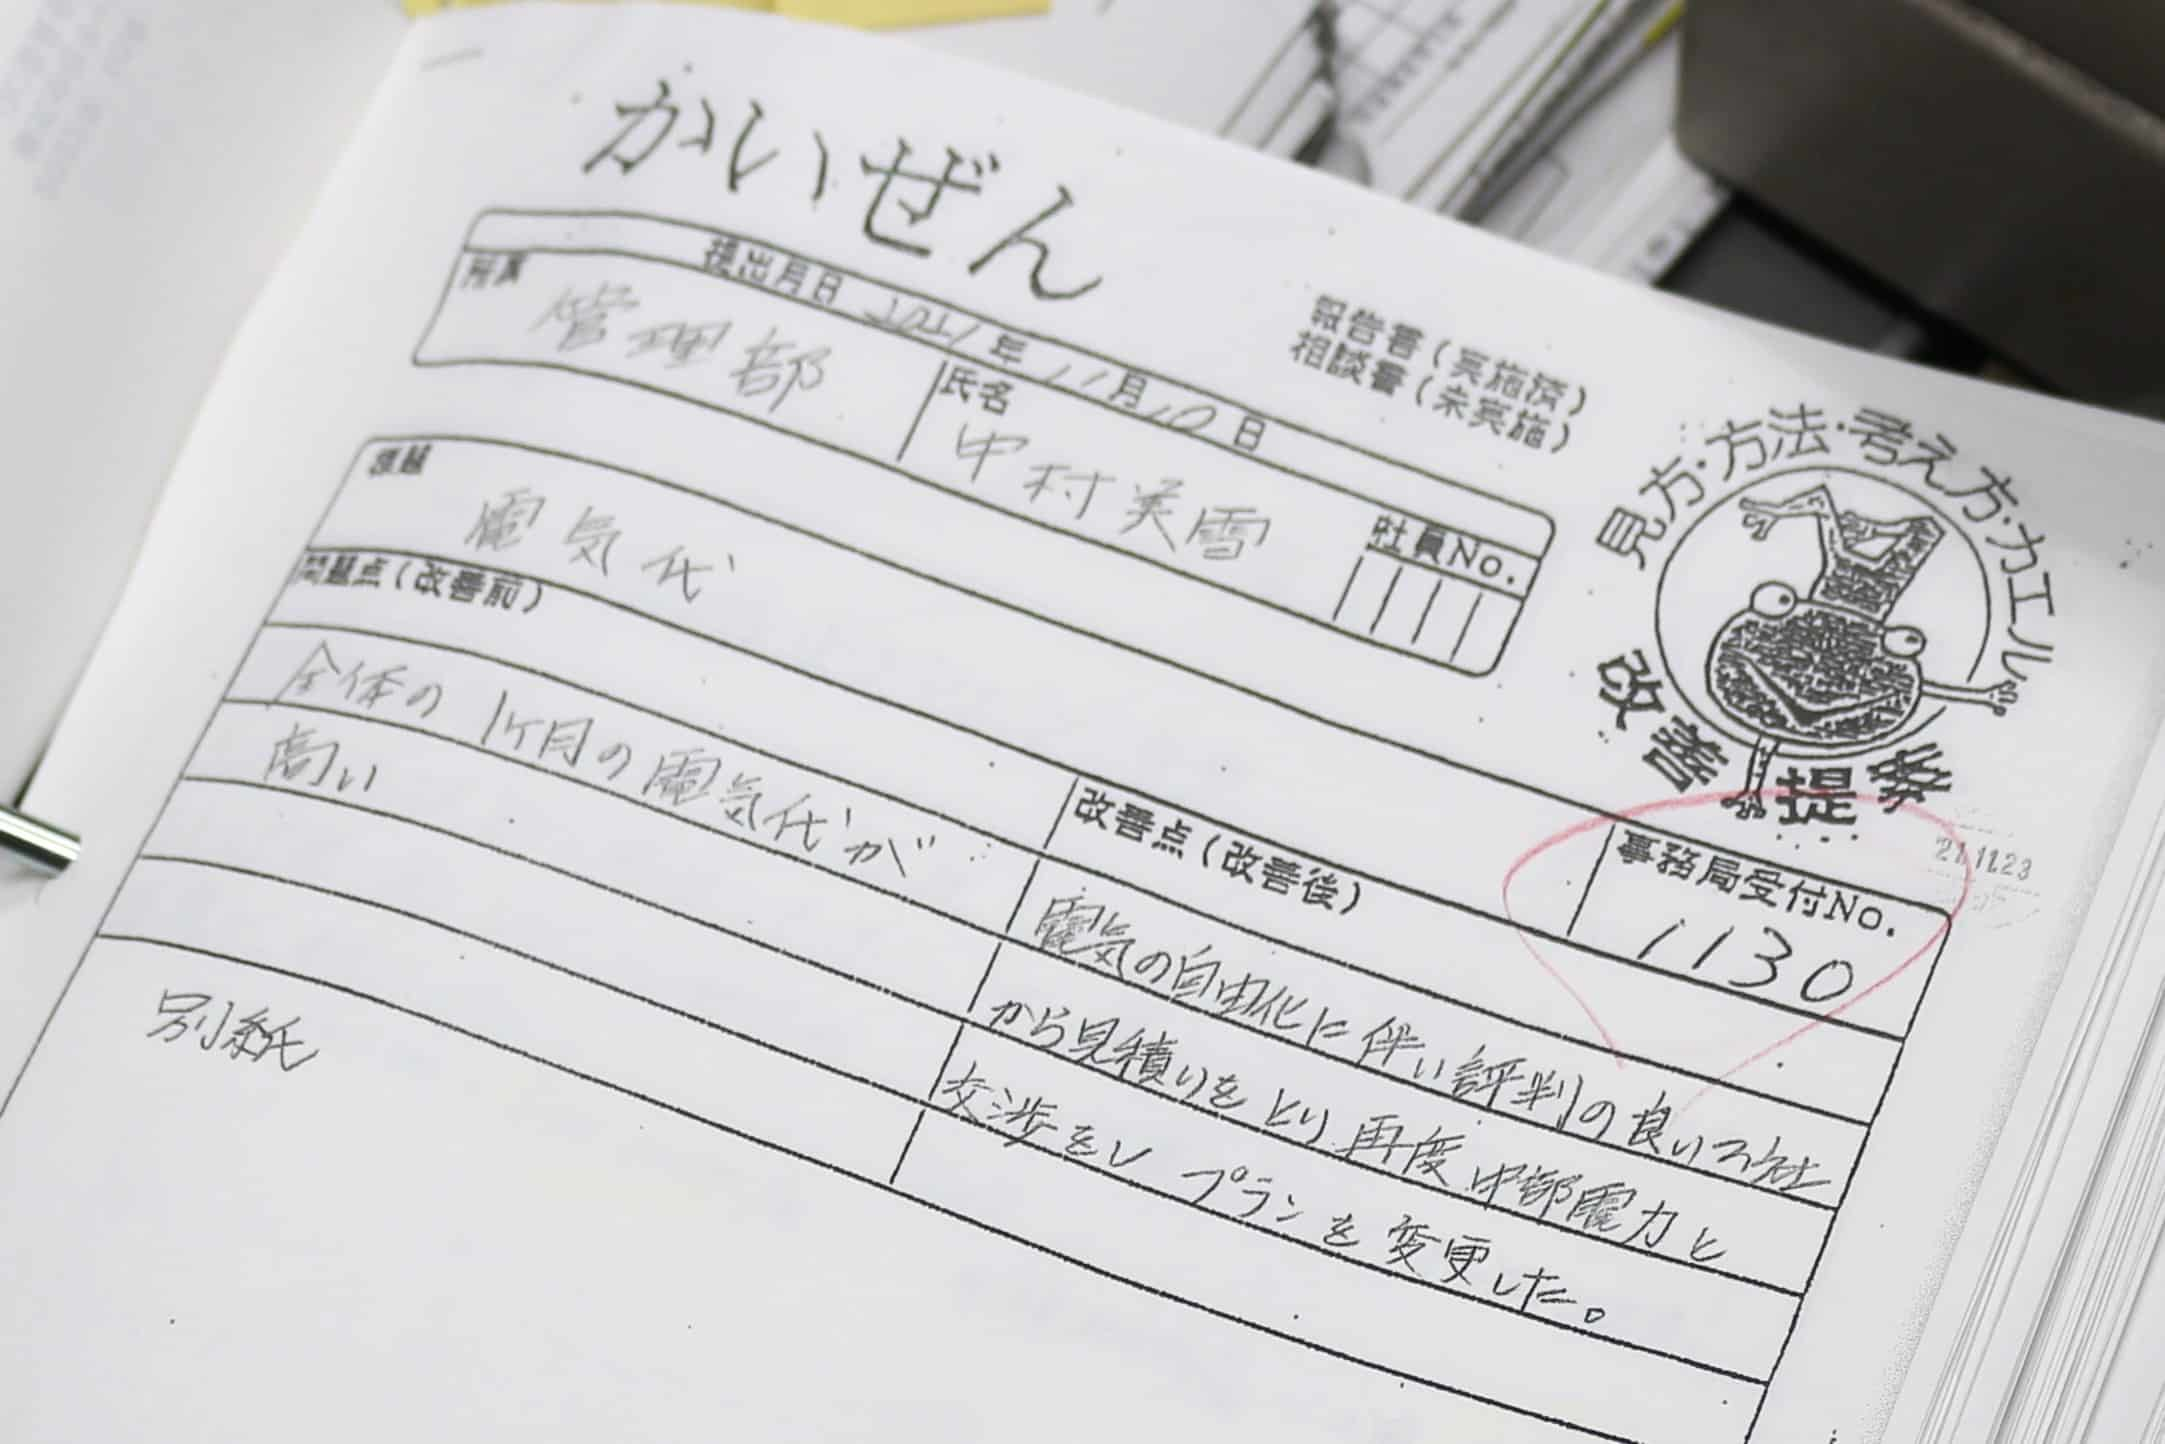 かいぜん
報告書(実施済)
相談書(未実施)
提出月日 2021年 11月10日
所属 管理部
氏名 中村美雪
社員No.
見方・方法・考え方・カエル
改善提案
課題
電気代
問題点(改善前)
全体の 1ヶ月の電気代が
高い
別紙
改善点(改善後)
電気の自由化に伴い評判の良い
から見積りをとり 再度 中部電力と
交渉をし プランを変更した。
事務局受付No.
1130
'21.11.23